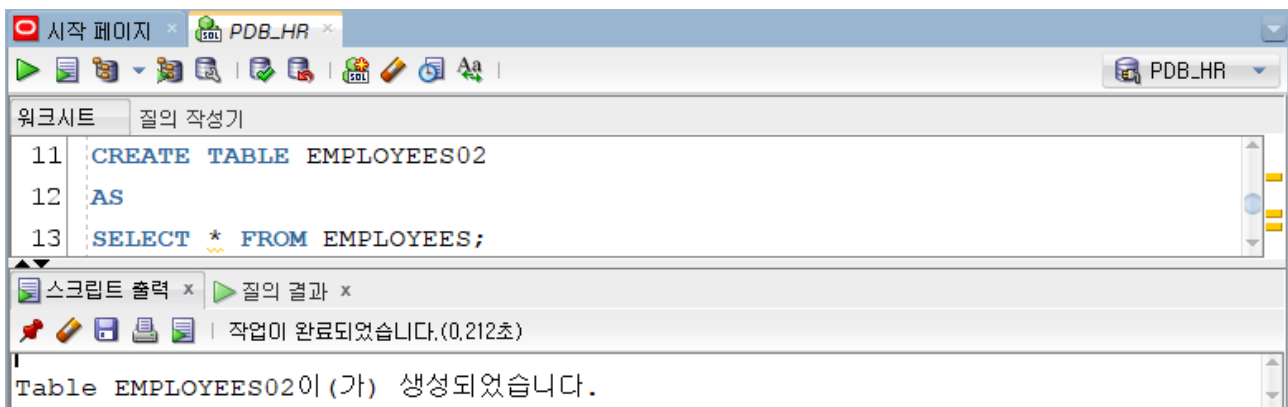 시작 페이지 PDB_HR
PDB_HR
워크시트 질의 작성기
11 CREATE TABLE EMPLOYEES02
12 AS
13 SELECT * FROM EMPLOYEES;
스크립트 출력 x 질의 결과 x
작업이 완료되었습니다.(0,212초)
Table EMPLOYEES02이(가) 생성되었습니다.